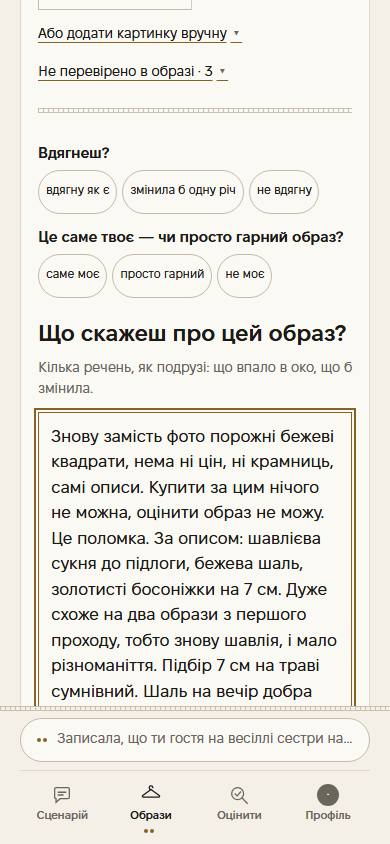 Або додати картинку вручну ▾
Не перевірено в образі · 3 ▾
Вдягнеш?
вдягну як є
змінила б одну річ
не вдягну
Це саме твоє — чи просто гарний образ?
саме моє
просто гарний
не моє
Що скажеш про цей образ?
Кілька речень, як подрузі: що впало в око, що б
змінила.
Знову замість фото порожні бежеві
квадрати, нема ні цін, ні крамниць,
самі описи. Купити за цим нічого
не можна, оцінити образ не можу.
Це поломка. За описом: шавлієва
сукня до підлоги, бежева шаль,
золотисті босоніжки на 7 см. Дуже
схоже на два образи з першого
проходу, тобто знову шавлія, і мало
різноманіття. Підбір 7 см на траві
сумнівний. Шаль на вечір добра
Записала, що ти гостя на весіллі сестри на...
Сценарій
Образи
Оцінити
Профіль